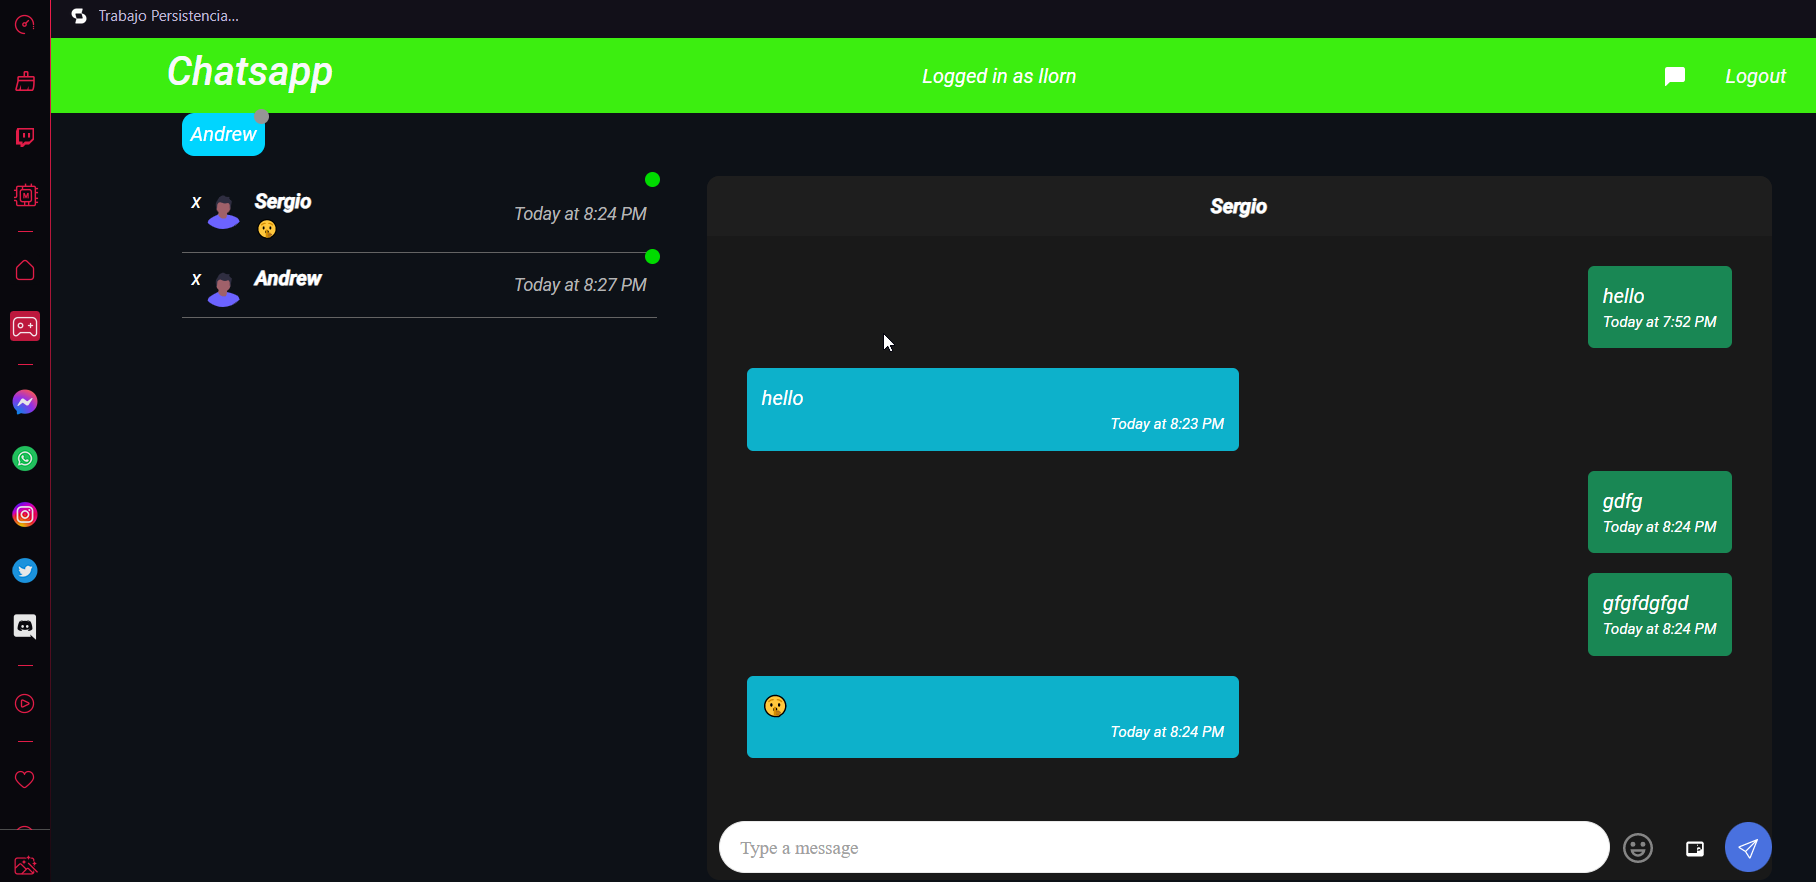 Trabajo Persistencia...
Chatsapp
Logged in as llorn
Logout
Andrew
x
Sergio
Today at 8:24 PM
🤫
x
Andrew
Today at 8:27 PM
Sergio
hello
Today at 7:52 PM
hello
Today at 8:23 PM
gdfg
Today at 8:24 PM
gfgfdgfgd
Today at 8:24 PM
🤫
Today at 8:24 PM
Type a message